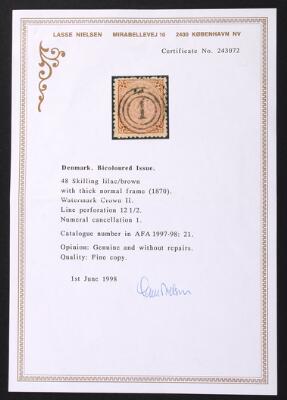 LASSE NIELSEN MIRABELLEVEJ 16 2400 KØBENHAVN NV
Certificate No. 243072
1
Denmark. Bicoloured Issue.
48 Skilling lilac/brown
with thick normal frame (1870).
Watermark Crown II.
Line perforation 12 1/2.
Numeral cancellation 1.
Catalogue number in AFA 1997-98: 21.
Opinion: Genuine and without repairs.
Quality: Fine copy.
1st June 1998